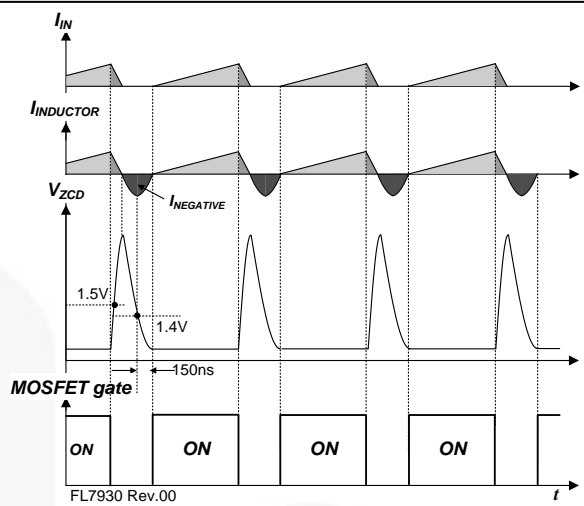 I_IN
I_INDUCTOR
V_ZCD
I_NEGATIVE
1.5V
1.4V
150ns
MOSFET gate
ON ON ON ON
FL7930 Rev.00 t